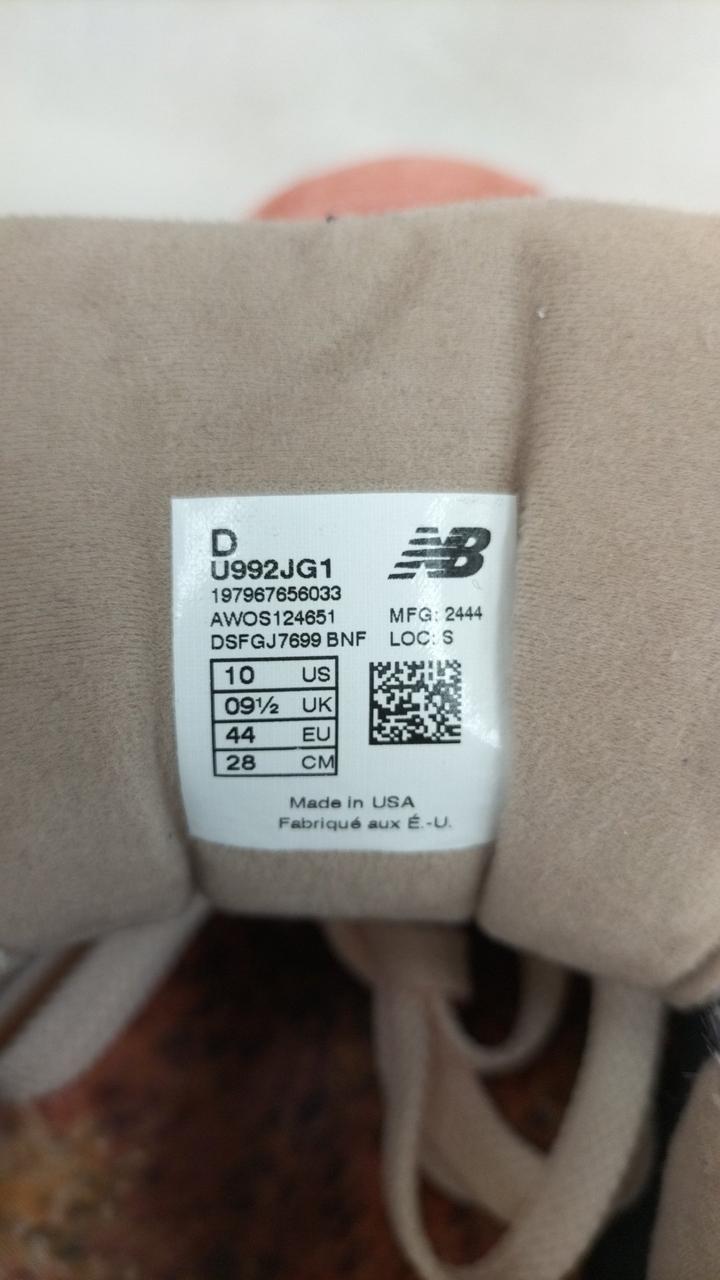 D
U992JG1
197967656033
AWOS124651
DSFGJ7699 BNF
NB
MFG: 2444
LOC: S
10 US
09½ UK
44 EU
28 CM
Made in USA
Fabriqué aux É.-U.